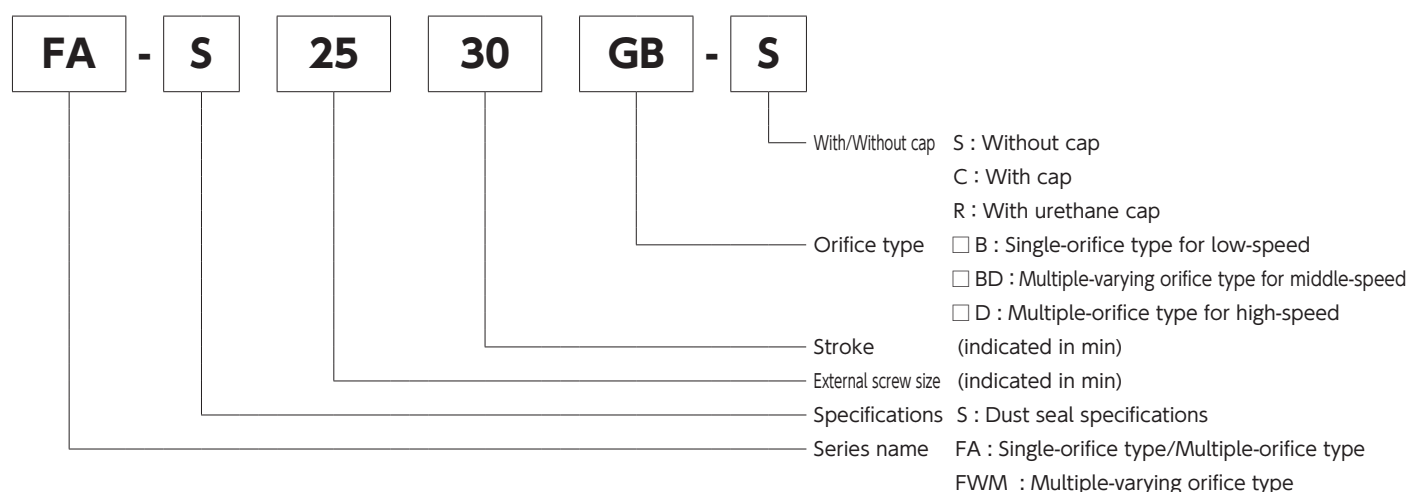 FA - S 25 30 GB - S
With/Without cap S : Without cap
C : With cap
R : With urethane cap
Orifice type □ B : Single-orifice type for low-speed
□ BD : Multiple-varying orifice type for middle-speed
□ D : Multiple-orifice type for high-speed
Stroke (indicated in min)
External screw size (indicated in min)
Specifications S : Dust seal specifications
Series name FA : Single-orifice type/Multiple-orifice type
FWM : Multiple-varying orifice type